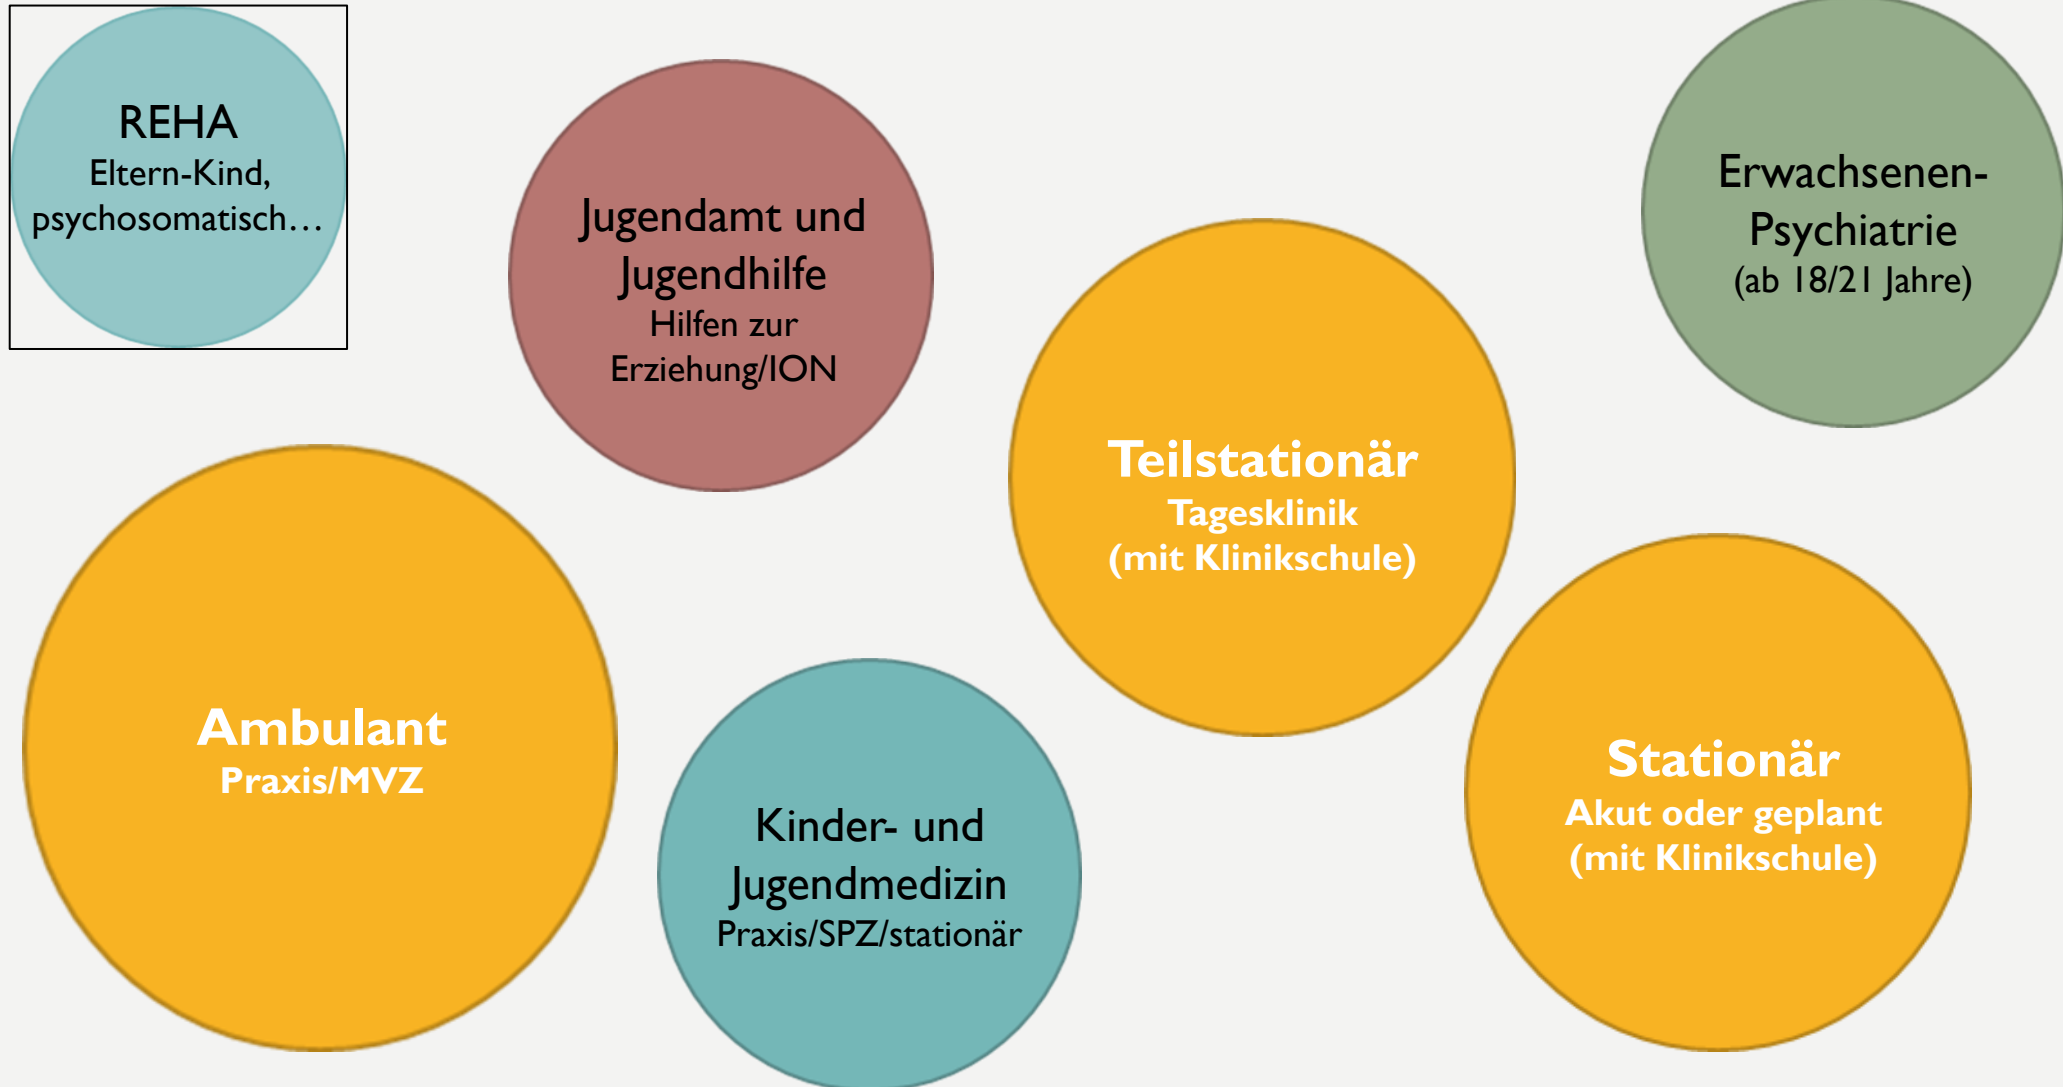 REHA
Eltern-Kind,
psychosomatisch…
Jugendamt und
Jugendhilfe
Hilfen zur
Erziehung/ION
Erwachsenen-
Psychiatrie
(ab 18/21 Jahre)
Teilstationär
Tagesklinik
(mit Klinikschule)
Ambulant
Praxis/MVZ
Kinder- und
Jugendmedizin
Praxis/SPZ/stationär
Stationär
Akut oder geplant
(mit Klinikschule)